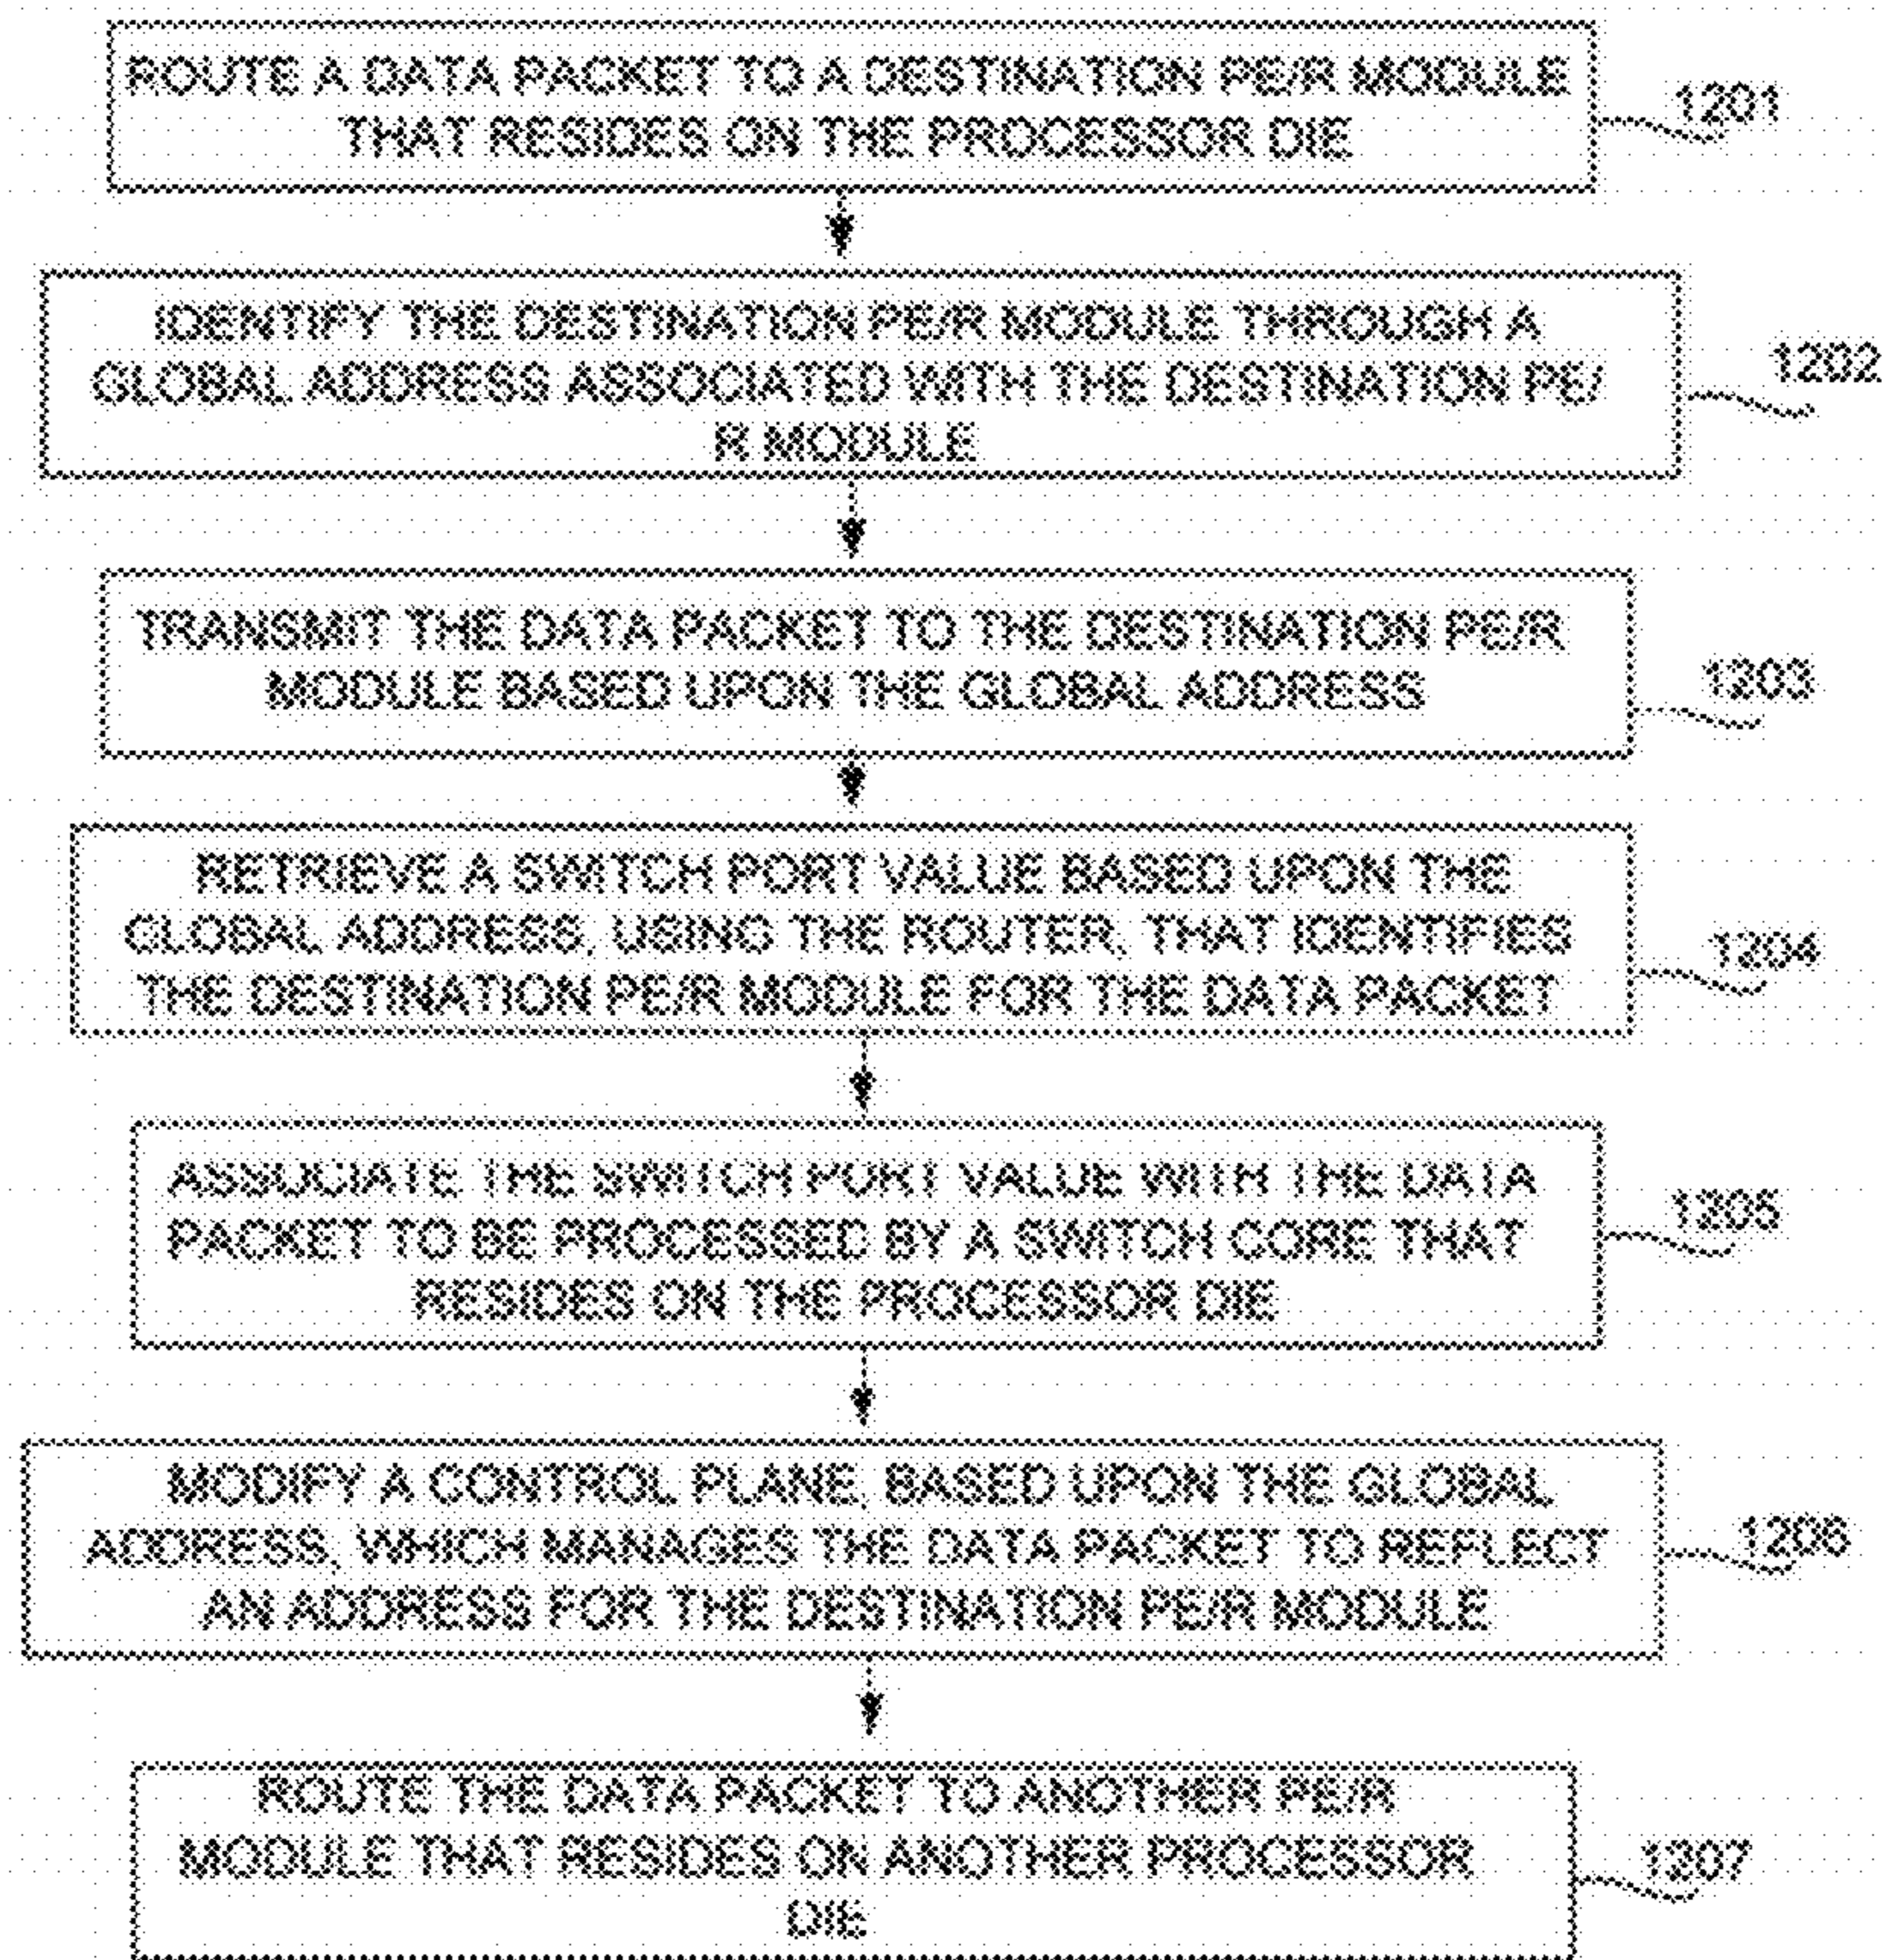 ROUTE A DATA PACKET TO A DESTINATION PE/R MODULE
THAT RESIDES ON THE PROCESSOR DIE
1201
IDENTIFY THE DESTINATION PE/R MODULE THROUGH A
GLOBAL ADDRESS ASSOCIATED WITH THE DESTINATION PE/
R MODULE
1202
TRANSMIT THE DATA PACKET TO THE DESTINATION PE/R
MODULE BASED UPON THE GLOBAL ADDRESS
1203
RETRIEVE A SWITCH PORT VALUE BASED UPON THE
GLOBAL ADDRESS, USING THE ROUTER, THAT IDENTIFIES
THE DESTINATION PE/R MODULE FOR THE DATA PACKET
1204
ASSOCIATE THE SWITCH PORT VALUE WITH THE DATA
PACKET TO BE PROCESSED BY A SWITCH CORE THAT
RESIDES ON THE PROCESSOR DIE
1205
MODIFY A CONTROL PLANE, BASED UPON THE GLOBAL
ADDRESS, WHICH MANAGES THE DATA PACKET TO REFLECT
AN ADDRESS FOR THE DESTINATION PE/R MODULE
1206
ROUTE THE DATA PACKET TO ANOTHER PE/R
MODULE THAT RESIDES ON ANOTHER PROCESSOR
DIE
1207